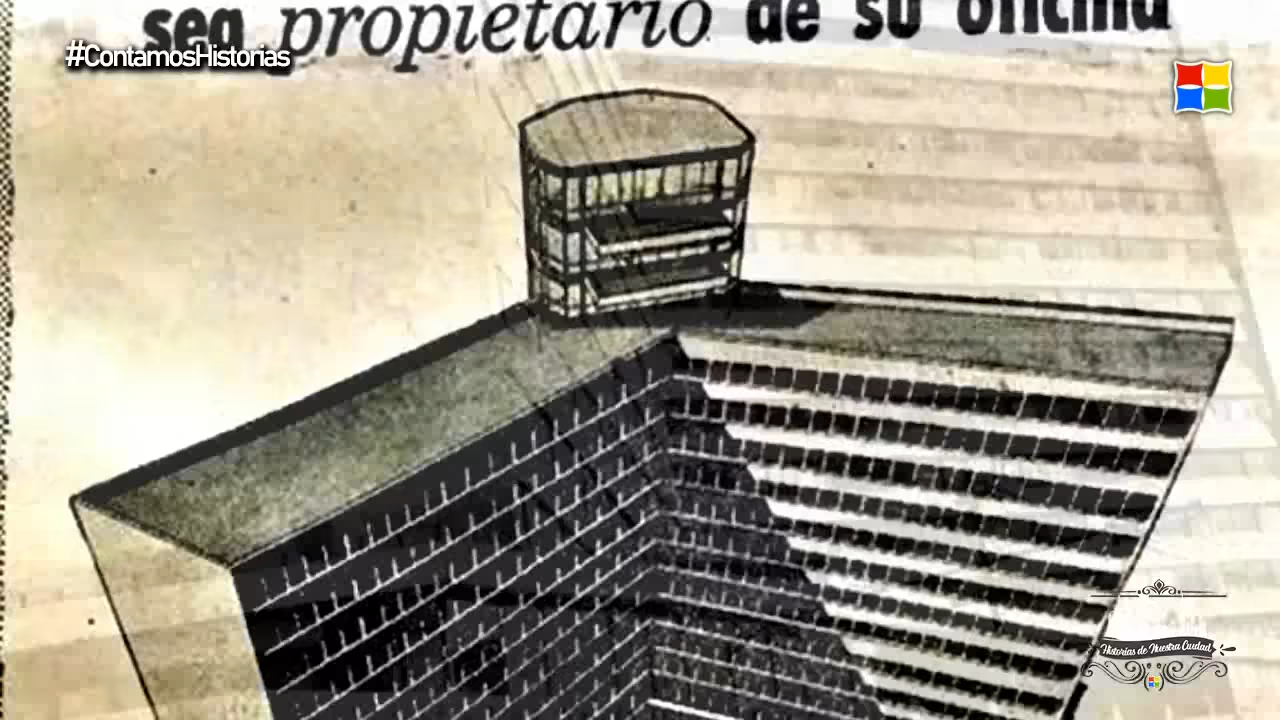 sea propietario de su oficina
#ContamosHistorias
Historias de Nuestra Ciudad